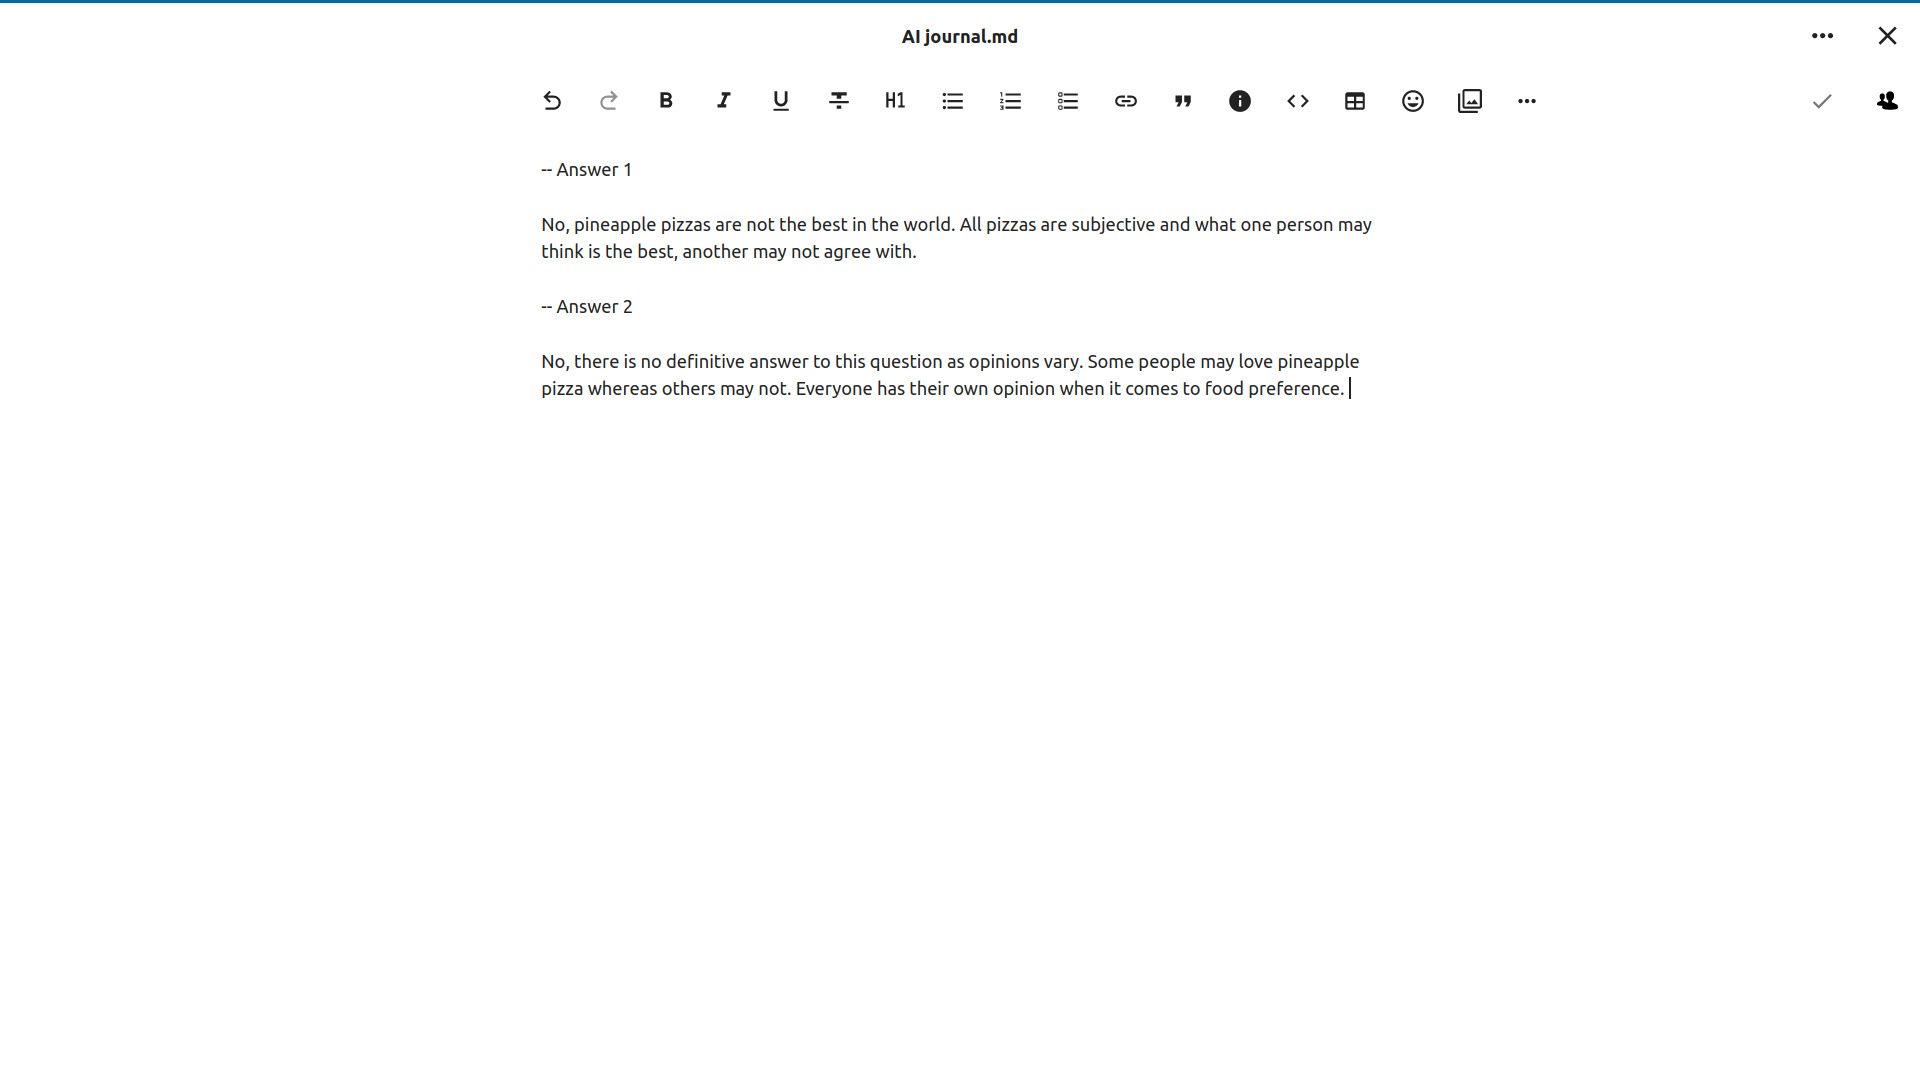 AI journal.md
H1
-- Answer 1
No, pineapple pizzas are not the best in the world. All pizzas are subjective and what one person may
think is the best, another may not agree with.
-- Answer 2
No, there is no definitive answer to this question as opinions vary. Some people may love pineapple
pizza whereas others may not. Everyone has their own opinion when it comes to food preference.